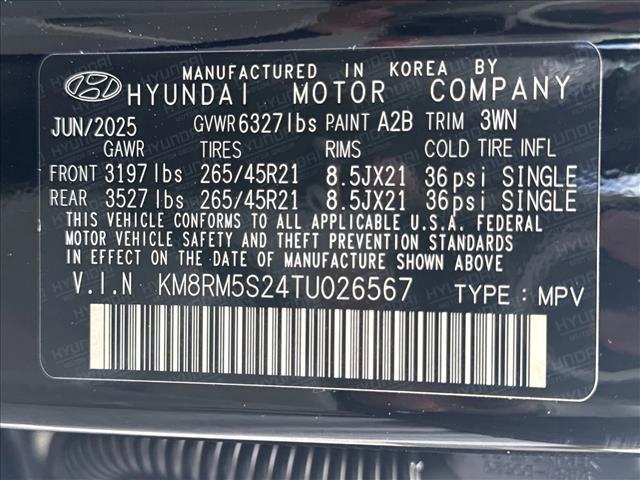 MANUFACTURED IN KOREA BY
HYUNDAI MOTOR COMPANY
JUN/2025 GVWR 6327lbs PAINT A2B TRIM 3WN
GAWR TIRES RIMS COLD TIRE INFL
FRONT 3197 lbs 265/45R21 8.5JX21 36psi SINGLE
REAR 3527 lbs 265/45R21 8.5JX21 36psi SINGLE
THIS VEHICLE CONFORMS TO ALL APPLICABLE U.S.A. FEDERAL
MOTOR VEHICLE SAFETY AND THEFT PREVENTION STANDARDS
IN EFFECT ON THE DATE OF MANUFACTURE SHOWN ABOVE
V.I.N KM8RM5S24TU026567 TYPE : MPV